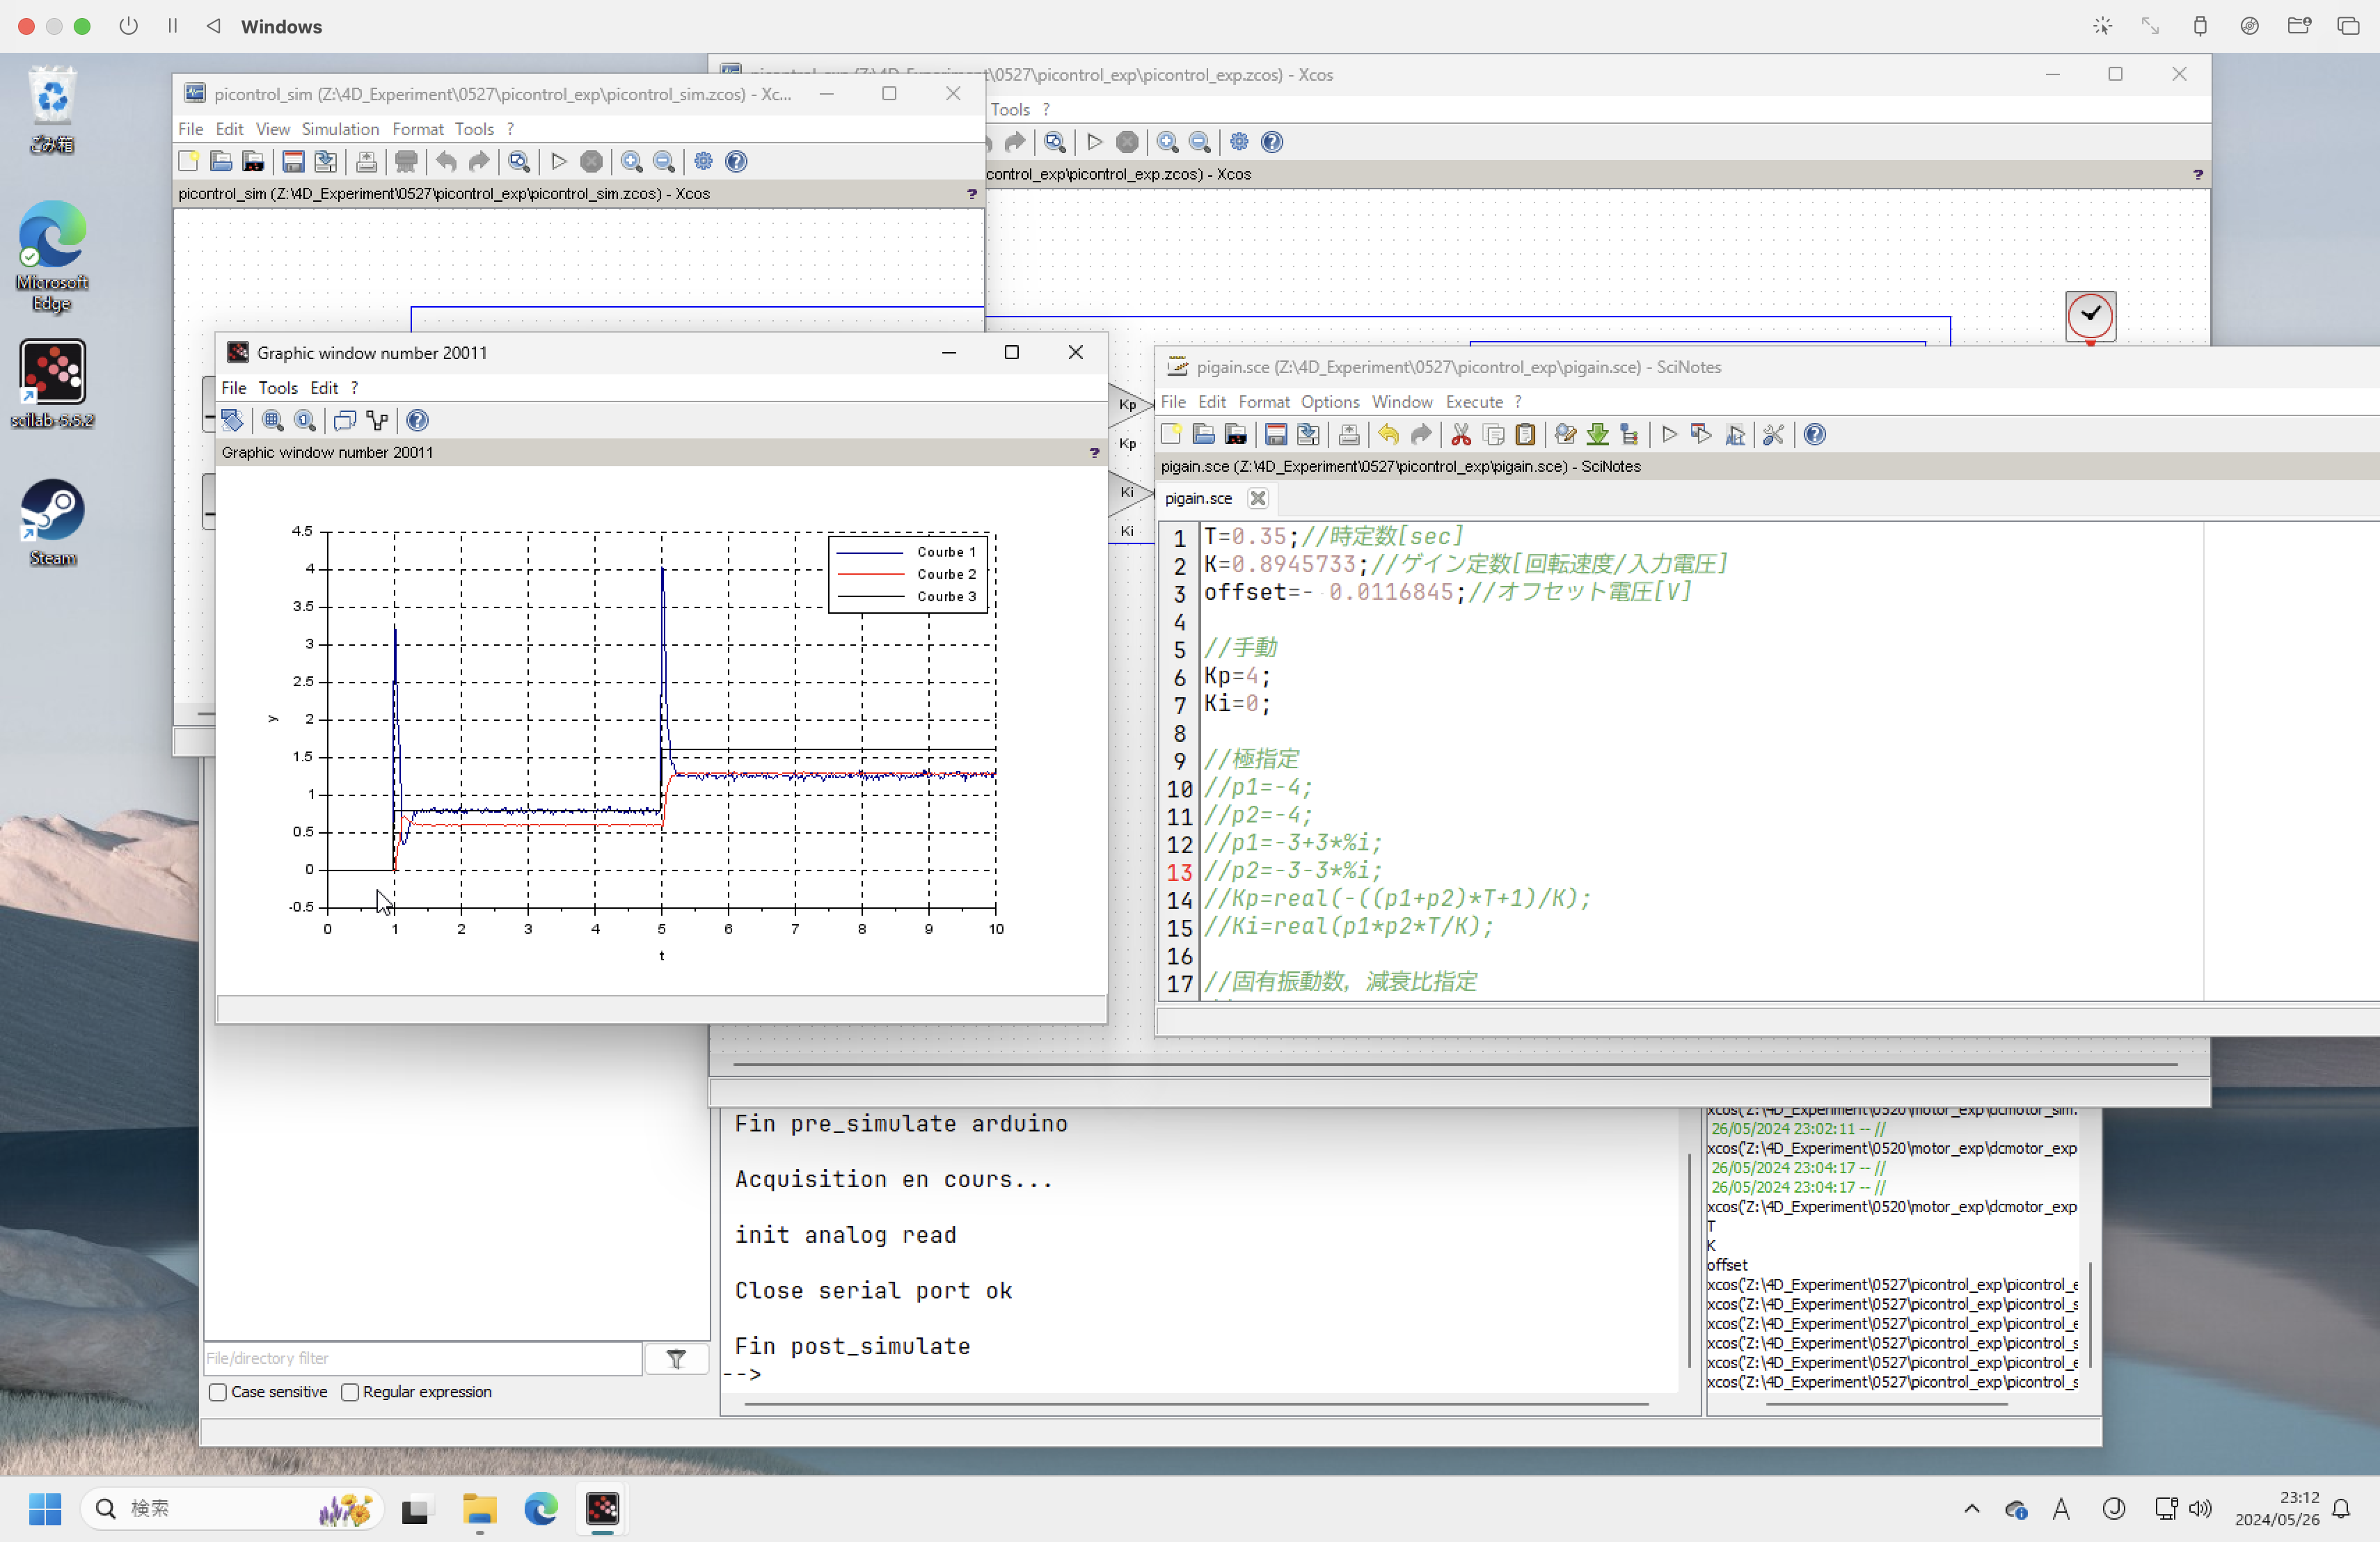 Windows
ごみ箱
Microsoft
Edge
scilab-5.5.2
Steam
picontrol_sim (Z:\4D_Experiment\0527\picontrol_exp\picontrol_sim.zcos) - Xc...
File Edit View Simulation Format Tools ?
picontrol_sim (Z:\4D_Experiment\0527\picontrol_exp\picontrol_sim.zcos) - Xcos
?
picontrol_exp (Z:\4D_Experiment\0527\picontrol_exp\picontrol_exp.zcos) - Xcos
Tools ?
control_exp\picontrol_exp.zcos) - Xcos
?
Kp
Kp
Ki
Ki
Graphic window number 20011
File Tools Edit ?
Graphic window number 20011
?
4.5
4
3.5
3
2.5
2
1.5
1
0.5
0
-0.5
y
0 1 2 3 4 5 6 7 8 9 10
t
Courbe 1
Courbe 2
Courbe 3
pigain.sce (Z:\4D_Experiment\0527\picontrol_exp\pigain.sce) - SciNotes
File Edit Format Options Window Execute ?
pigain.sce (Z:\4D_Experiment\0527\picontrol_exp\pigain.sce) - SciNotes
pigain.sce
1 T=0.35;//時定数[sec]
2 K=0.8945733;//ゲイン定数[回転速度/入力電圧]
3 offset=- 0.0116845;//オフセット電圧[V]
4
5 //手動
6 Kp=4;
7 Ki=0;
8
9 //極指定
10 //p1=-4;
11 //p2=-4;
12 //p1=-3+3*%i;
13 //p2=-3-3*%i;
14 //Kp=real(-((p1+p2)*T+1)/K);
15 //Ki=real(p1*p2*T/K);
16
17 //固有振動数，減衰比指定
File/directory filter
Case sensitive Regular expression
Fin pre_simulate arduino
Acquisition en cours...
init analog read
Close serial port ok
Fin post_simulate
-->
xcos('Z:\4D_Experiment\0520\motor_exp\dcmotor_sim.
26/05/2024 23:02:11 -- //
xcos('Z:\4D_Experiment\0520\motor_exp\dcmotor_exp
26/05/2024 23:04:17 -- //
26/05/2024 23:04:17 -- //
xcos('Z:\4D_Experiment\0520\motor_exp\dcmotor_exp
T
K
offset
xcos('Z:\4D_Experiment\0527\picontrol_exp\picontrol_e
xcos('Z:\4D_Experiment\0527\picontrol_exp\picontrol_s
xcos('Z:\4D_Experiment\0527\picontrol_exp\picontrol_e
xcos('Z:\4D_Experiment\0527\picontrol_exp\picontrol_s
xcos('Z:\4D_Experiment\0527\picontrol_exp\picontrol_e
xcos('Z:\4D_Experiment\0527\picontrol_exp\picontrol_s
検索
A
23:12
2024/05/26